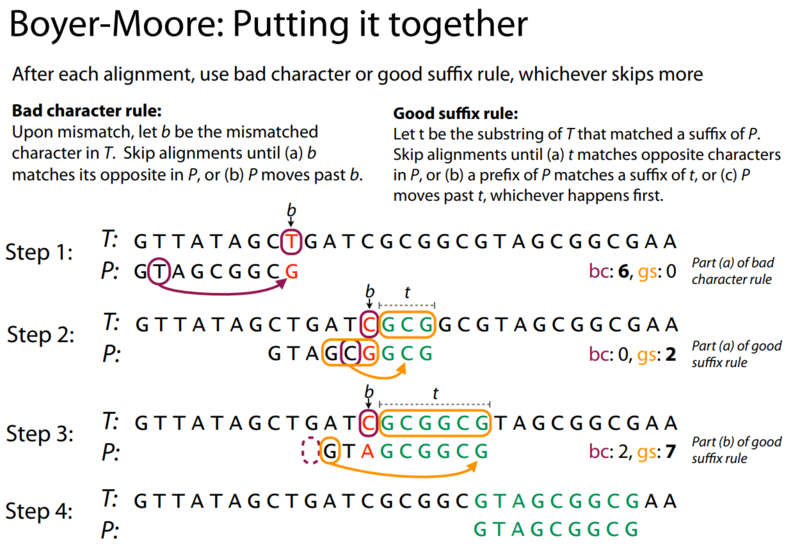 Boyer-Moore: Putting it together
After each alignment, use bad character or good suffix rule, whichever skips more
Bad character rule:
Upon mismatch, let b be the mismatched
character in T. Skip alignments until (a) b
matches its opposite in P, or (b) P moves past b.
Good suffix rule:
Let t be the substring of T that matched a suffix of P.
Skip alignments until (a) t matches opposite characters
in P, or (b) a prefix of P matches a suffix of t, or (c) P
moves past t, whichever happens first.
b
Step 1:
T: G T T A T A G C T G A T C G C G G C G T A G C G G C G A A
P: G T A G C G G C G
bc: 6, gs: 0
Part (a) of bad
character rule
b t
Step 2:
T: G T T A T A G C T G A T C G C G G C G T A G C G G C G A A
P: G T A G C G G C G
bc: 0, gs: 2
Part (a) of good
suffix rule
b t
Step 3:
T: G T T A T A G C T G A T C G C G G C G T A G C G G C G A A
P: G T A G C G G C G
bc: 2, gs: 7
Part (b) of good
suffix rule
Step 4:
T: G T T A T A G C T G A T C G C G G C G T A G C G G C G A A
P: G T A G C G G C G